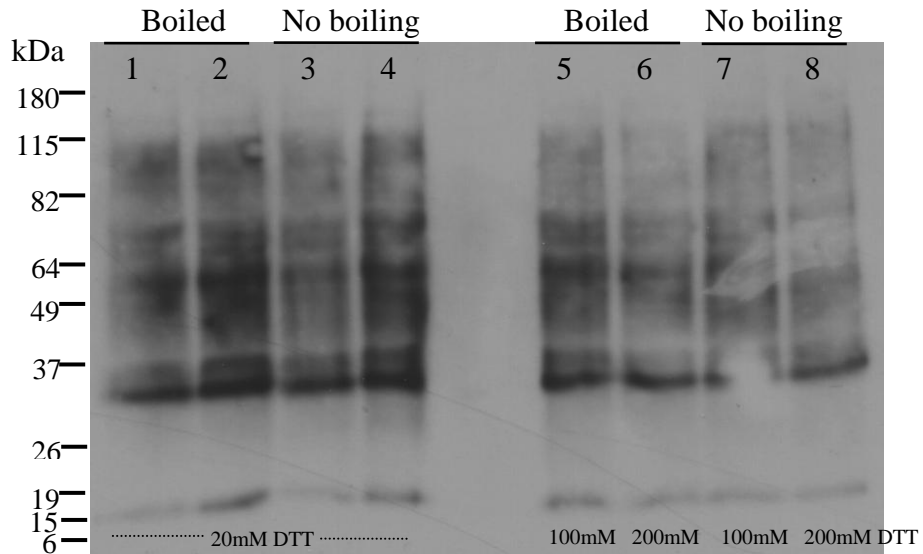 Boiled No boiling Boiled No boiling
kDa
1 2 3 4 5 6 7 8
180
115
82
64
49
37
26
19
15
6
20mM DTT 100mM 200mM 100mM 200mM DTT